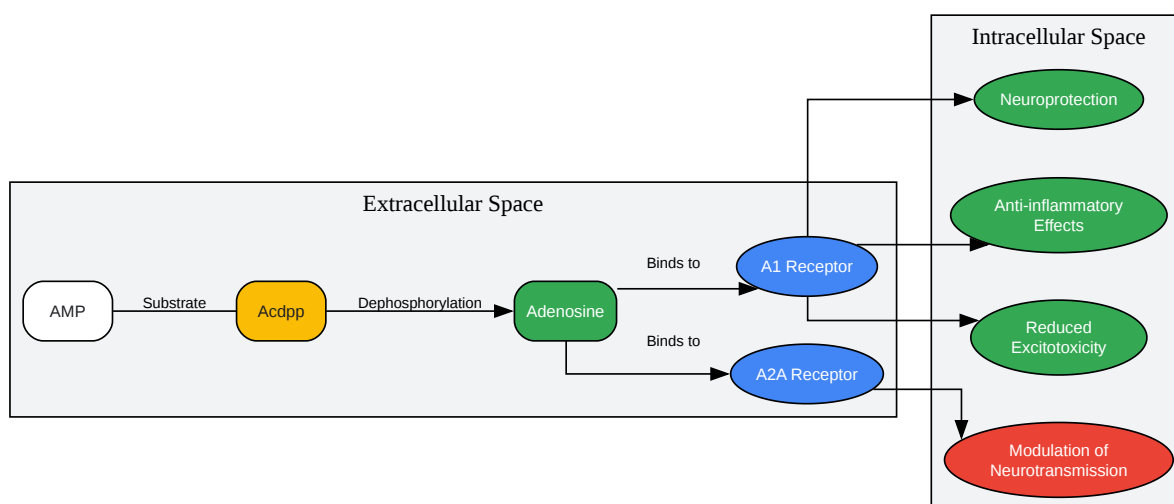 Intracellular Space
Neuroprotection
Extracellular Space
Anti-inflammatory
Effects
Binds to
A1 Receptor
AMP
Substrate
Acdpp
Dephosphorylation
Adenosine
Reduced
Excitotoxicity
Binds to
A2A Receptor
Modulation of
Neurotransmission